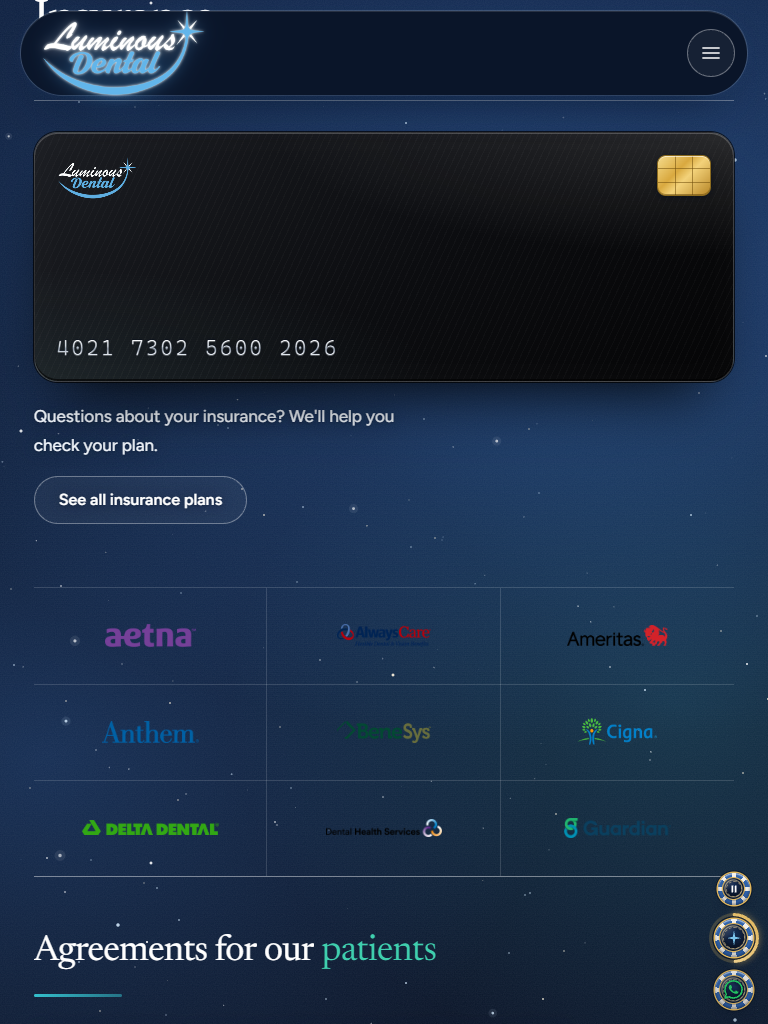 Luminous
Dental
Luminous
Dental
4021 7302 5600 2026
Questions about your insurance? We'll help you
check your plan.
See all insurance plans
aetna
AlwaysCare
Ameritas
Anthem
BeneSys
Cigna
DELTA DENTAL
Dental Health Services
Guardian
Agreements for our patients